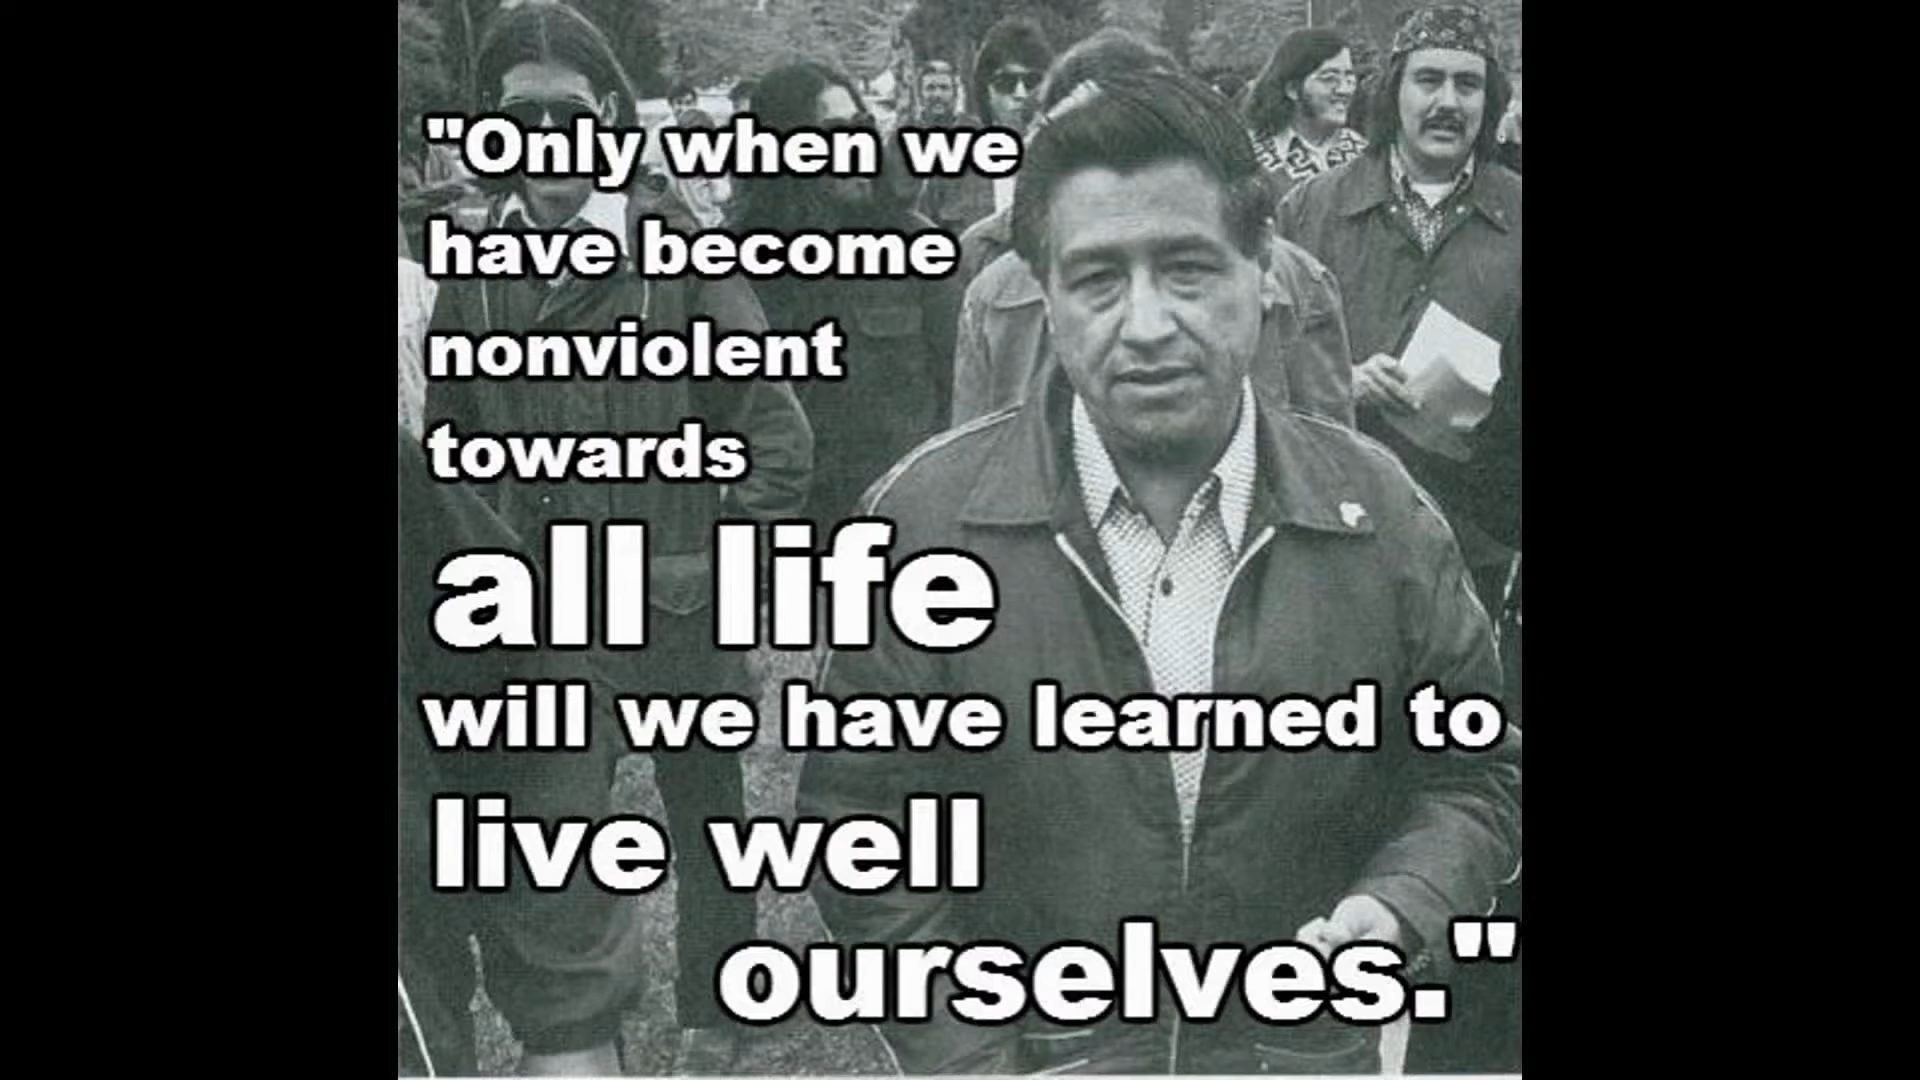 "Only when we
have become
nonviolent
towards
all life
will we have learned to
live well
ourselves."